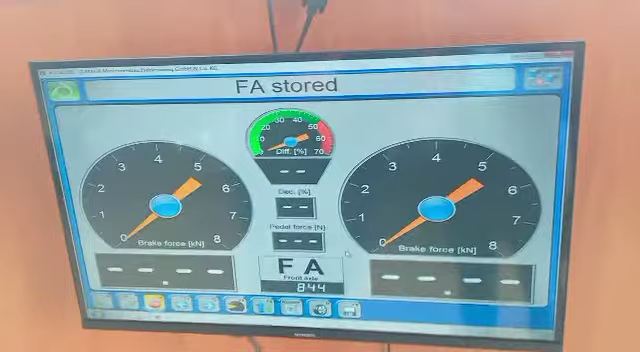 FA stored
0 1 2 3 4 5 6 7 8
Brake force [kN]
20 30 40 50 60 70
Diff. [%]
- -
Dec. [%]
- -
Pedal force [N]
- - -
FA
Front axle
844
0 1 2 3 4 5 6 7 8
Brake force [kN]
- - . - -
- - . - -